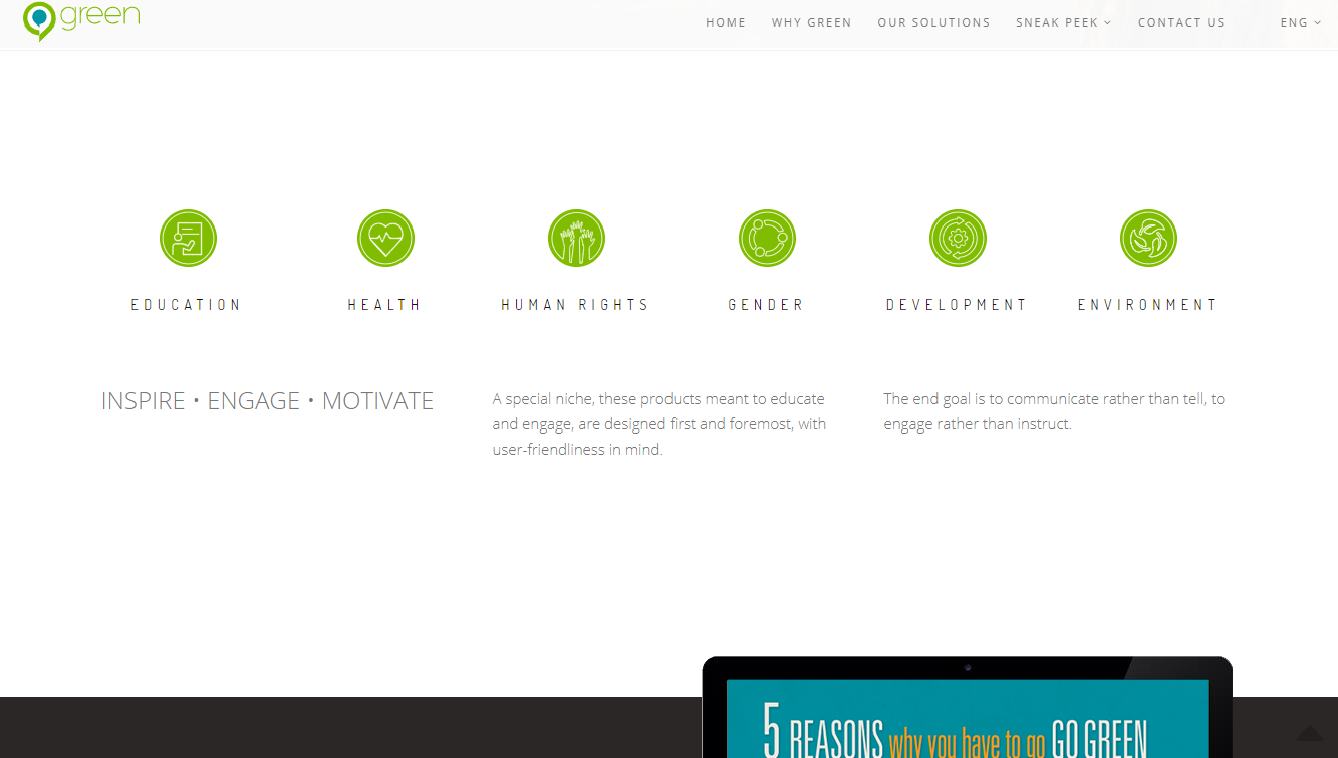 green
HOME WHY GREEN OUR SOLUTIONS SNEAK PEEK CONTACT US ENG
EDUCATION HEALTH HUMAN RIGHTS GENDER DEVELOPMENT ENVIRONMENT
INSPIRE • ENGAGE • MOTIVATE
A special niche, these products meant to educate
and engage, are designed first and foremost, with
user-friendliness in mind.
The end goal is to communicate rather than tell, to
engage rather than instruct.
5 REASONS why you have to go GO GREEN